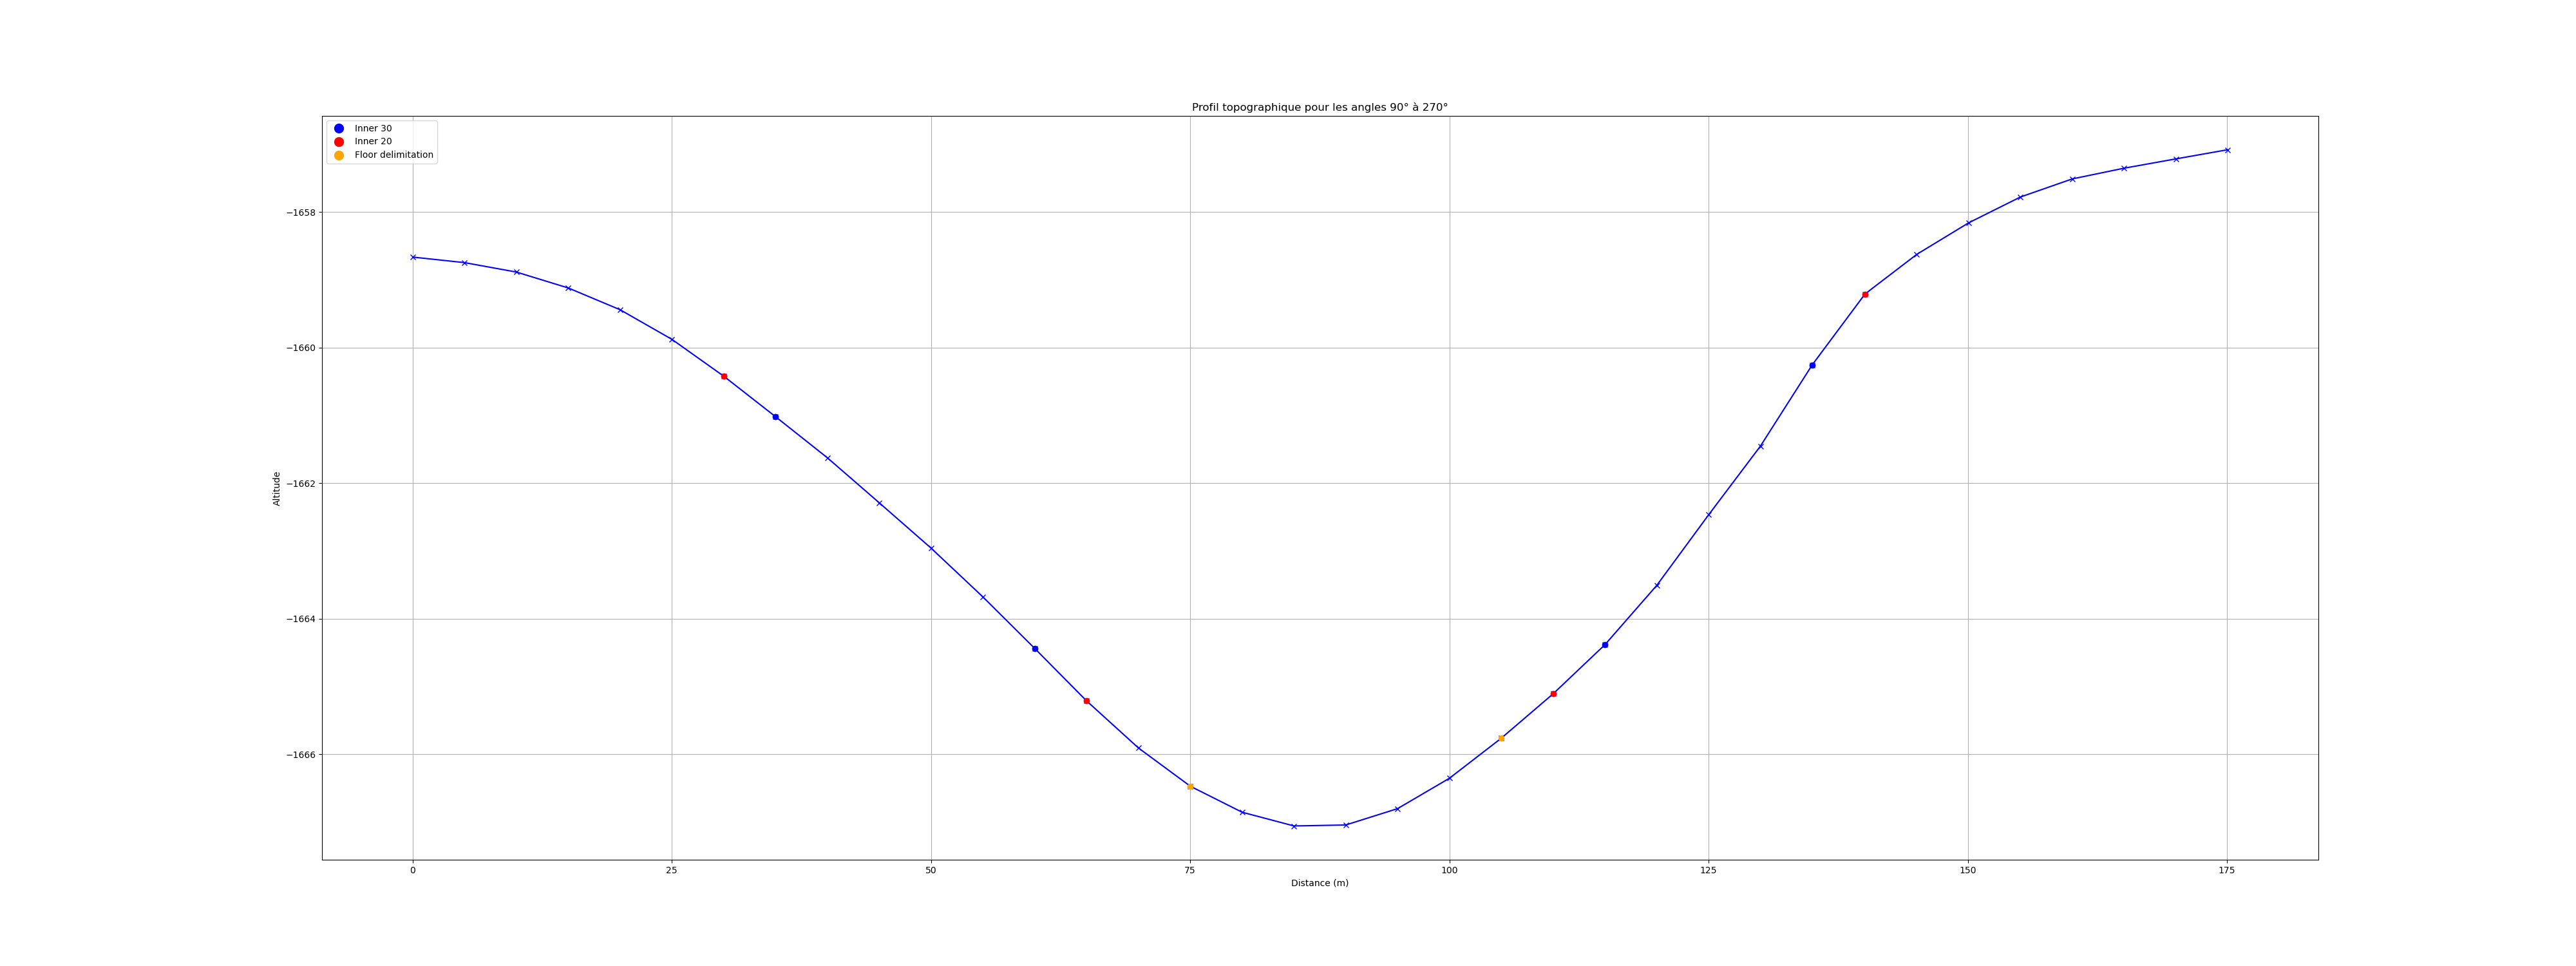 Profil topographique pour les angles 90° à 270°
Inner 30
Inner 20
Floor delimitation
Altitude
−1658
−1660
−1662
−1664
−1666
0 25 50 75 100 125 150 175
Distance (m)